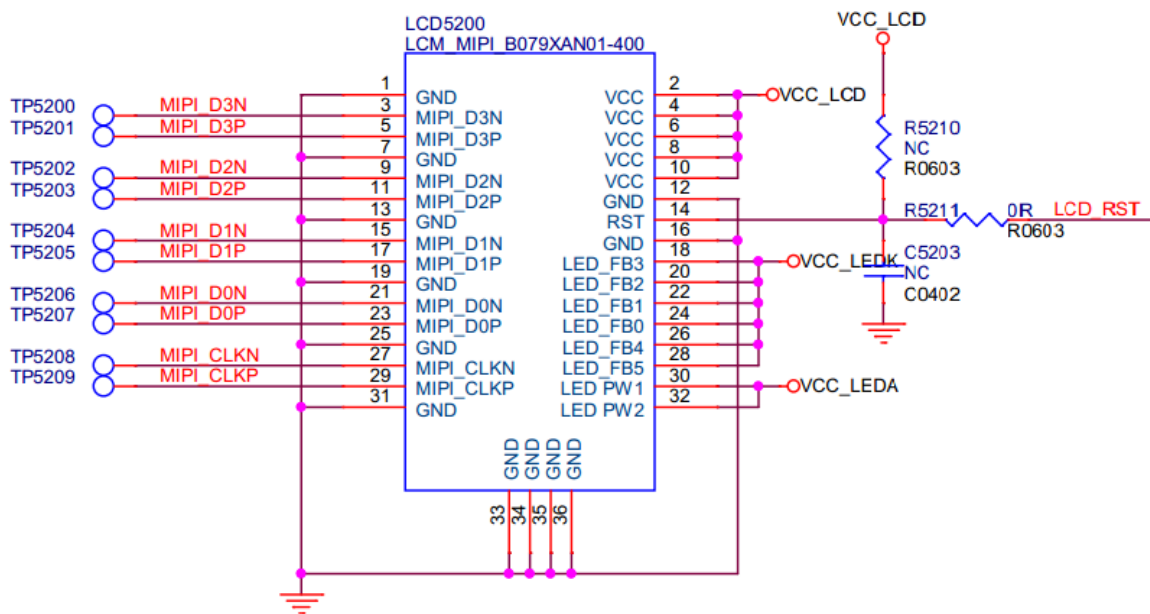 LCD5200
LCM_MIPI_B079XAN01-400
VCC_LCD
1 GND VCC 2 VCC_LCD
TP5200 MIPI_D3N 3 MIPI_D3N VCC 4
TP5201 MIPI_D3P 5 MIPI_D3P VCC 6
7 GND VCC 8
TP5202 MIPI_D2N 9 MIPI_D2N VCC 10
TP5203 MIPI_D2P 11 MIPI_D2P GND 12
13 GND RST 14
TP5204 MIPI_D1N 15 MIPI_D1N GND 16
TP5205 MIPI_D1P 17 MIPI_D1P LED_FB3 18 VCC_LEDK
19 GND LED_FB2 20
TP5206 MIPI_D0N 21 MIPI_D0N LED_FB1 22
TP5207 MIPI_D0P 23 MIPI_D0P LED_FB0 24
25 GND LED_FB4 26
TP5208 MIPI_CLKN 27 MIPI_CLKN LED_FB5 28
TP5209 MIPI_CLKP 29 MIPI_CLKP LED PW1 30 VCC_LEDA
31 GND LED PW2 32
R5210
NC
R0603
R5211 0R LCD_RST
R0603
C5203
NC
C0402
GND GND GND GND
33 34 35 36